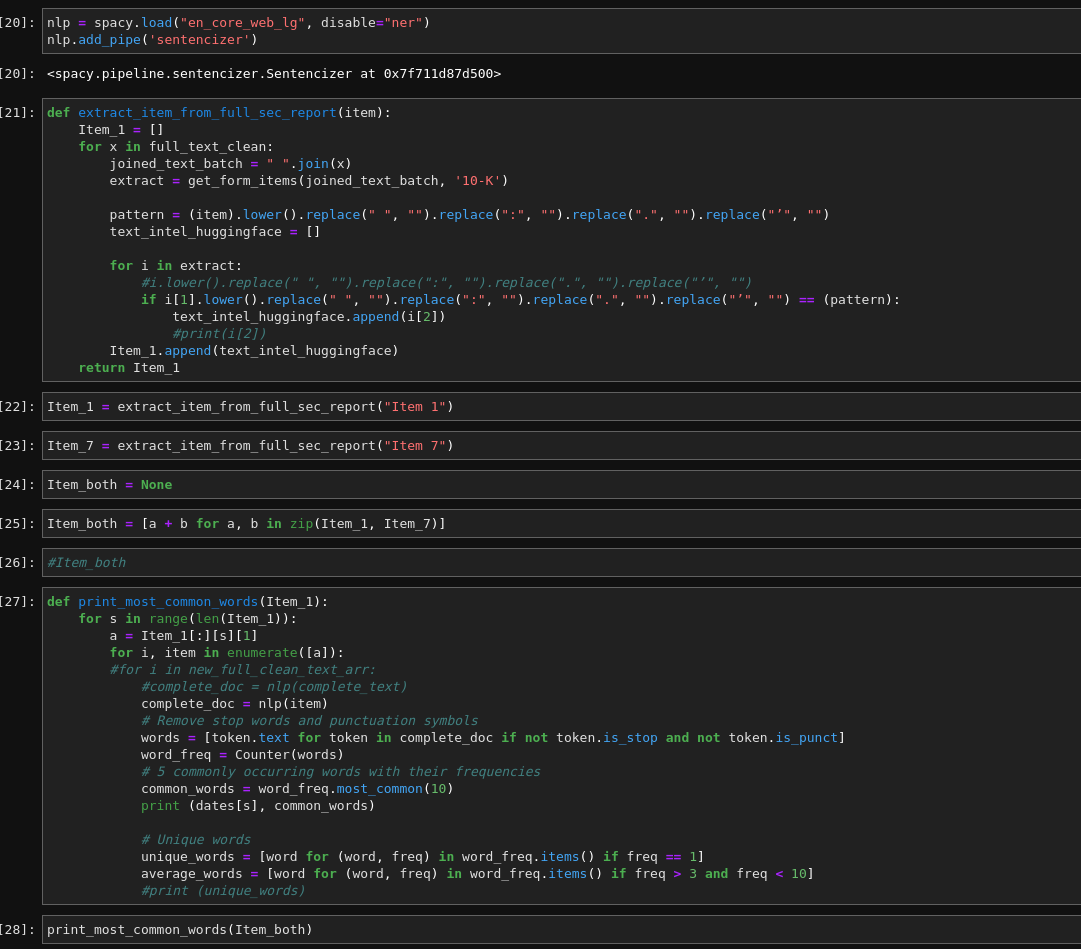 [20]: nlp = spacy.load("en_core_web_lg", disable="ner")
nlp.add_pipe('sentencizer')
[20]: <spacy.pipeline.sentencizer.Sentencizer at 0x7f711d87d500>
[21]: def extract_item_from_full_sec_report(item):
    Item_1 = []
    for x in full_text_clean:
        joined_text_batch = " ".join(x)
        extract = get_form_items(joined_text_batch, '10-K')

        pattern = (item).lower().replace(" ", "").replace(":", "").replace(".", "").replace("’", "")
        text_intel_huggingface = []

        for i in extract:
            #i.lower().replace(" ", "").replace(":", "").replace(".", "").replace("’", "")
            if i[1].lower().replace(" ", "").replace(":", "").replace(".", "").replace("’", "") == (pattern):
                text_intel_huggingface.append(i[2])
                #print(i[2])
        Item_1.append(text_intel_huggingface)
    return Item_1
[22]: Item_1 = extract_item_from_full_sec_report("Item 1")
[23]: Item_7 = extract_item_from_full_sec_report("Item 7")
[24]: Item_both = None
[25]: Item_both = [a + b for a, b in zip(Item_1, Item_7)]
[26]: #Item_both
[27]: def print_most_common_words(Item_1):
    for s in range(len(Item_1)):
        a = Item_1[:][s][1]
        for i, item in enumerate([a]):
        #for i in new_full_clean_text_arr:
            #complete_doc = nlp(complete_text)
            complete_doc = nlp(item)
            # Remove stop words and punctuation symbols
            words = [token.text for token in complete_doc if not token.is_stop and not token.is_punct]
            word_freq = Counter(words)
            # 5 commonly occurring words with their frequencies
            common_words = word_freq.most_common(10)
            print (dates[s], common_words)

            # Unique words
            unique_words = [word for (word, freq) in word_freq.items() if freq == 1]
            average_words = [word for (word, freq) in word_freq.items() if freq > 3 and freq < 10]
            #print (unique_words)
[28]: print_most_common_words(Item_both)